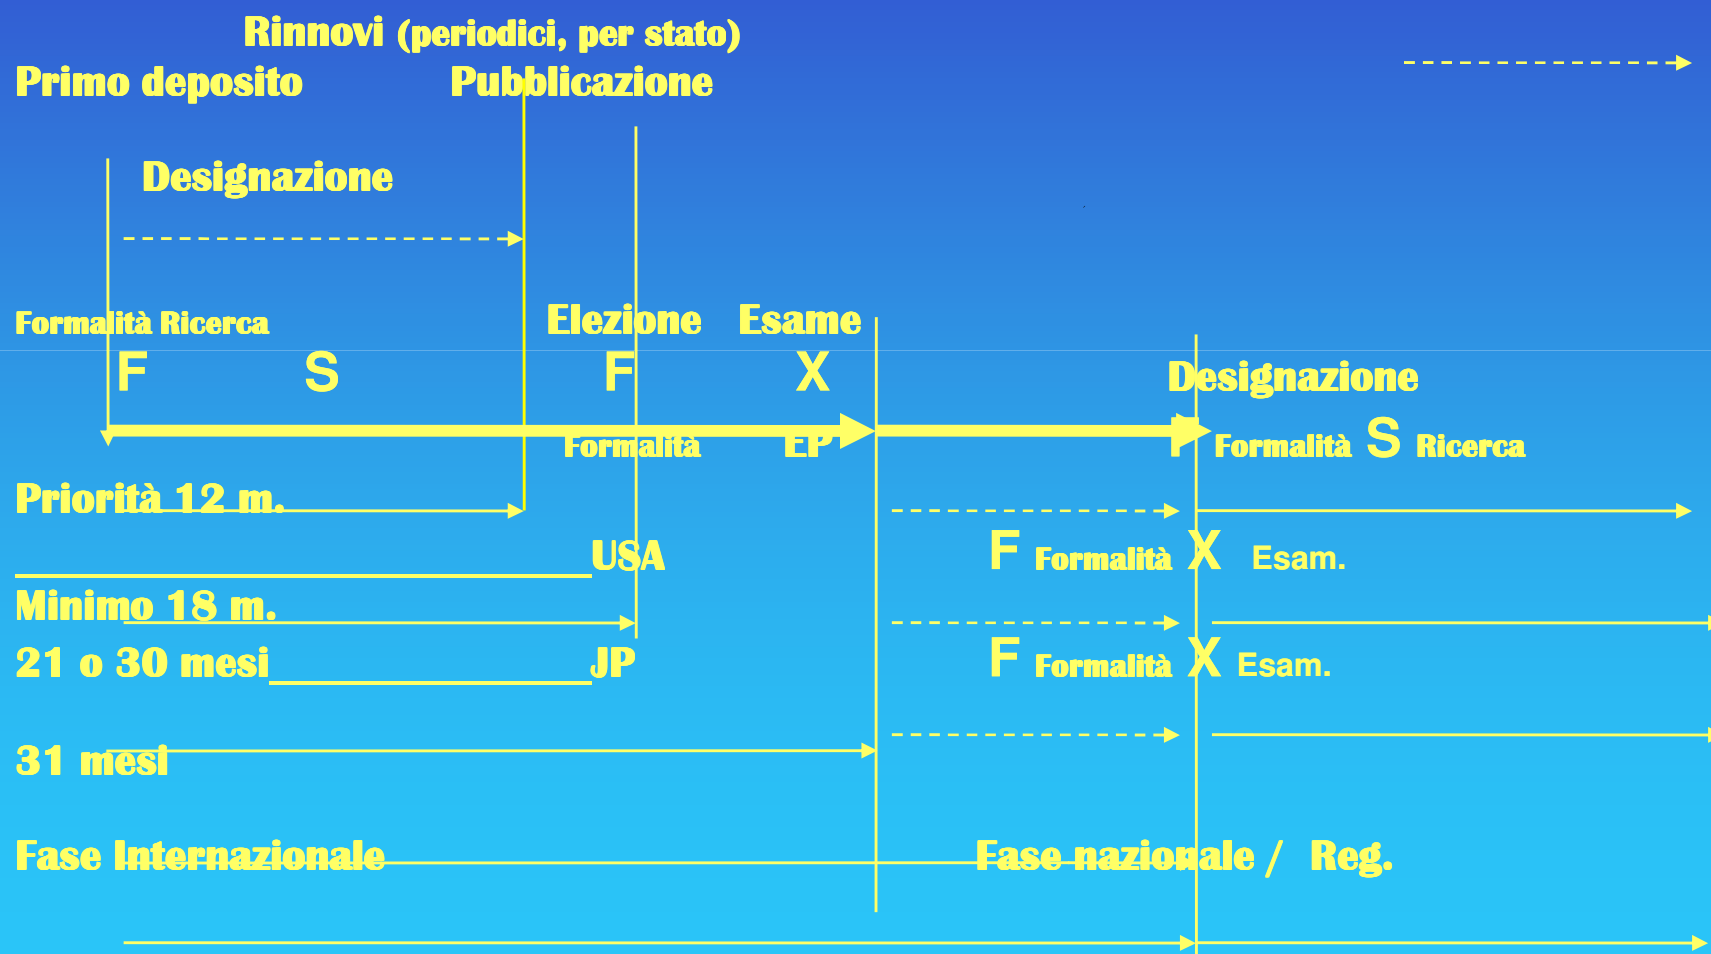 Rinnovi (periodici, per stato)
Primo deposito Pubblicazione
Designazione
Formalità Ricerca Elezione Esame
F S F X
Designazione
Formalità EP F Formalità S Ricerca
Priorità 12 m.
USA F Formalità X Esam.
Minimo 18 m.
21 o 30 mesi JP F Formalità X Esam.
31 mesi
Fase Internazionale Fase nazionale / Reg.